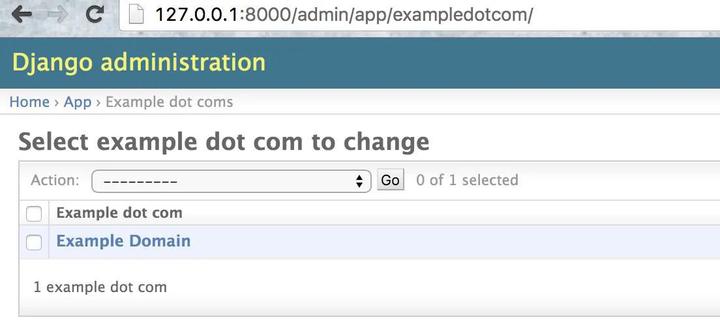 127.0.0.1:8000/admin/app/exampledotcom/
Django administration
Home › App › Example dot coms
Select example dot com to change
Action: --------- Go 0 of 1 selected
Example dot com
Example Domain
1 example dot com